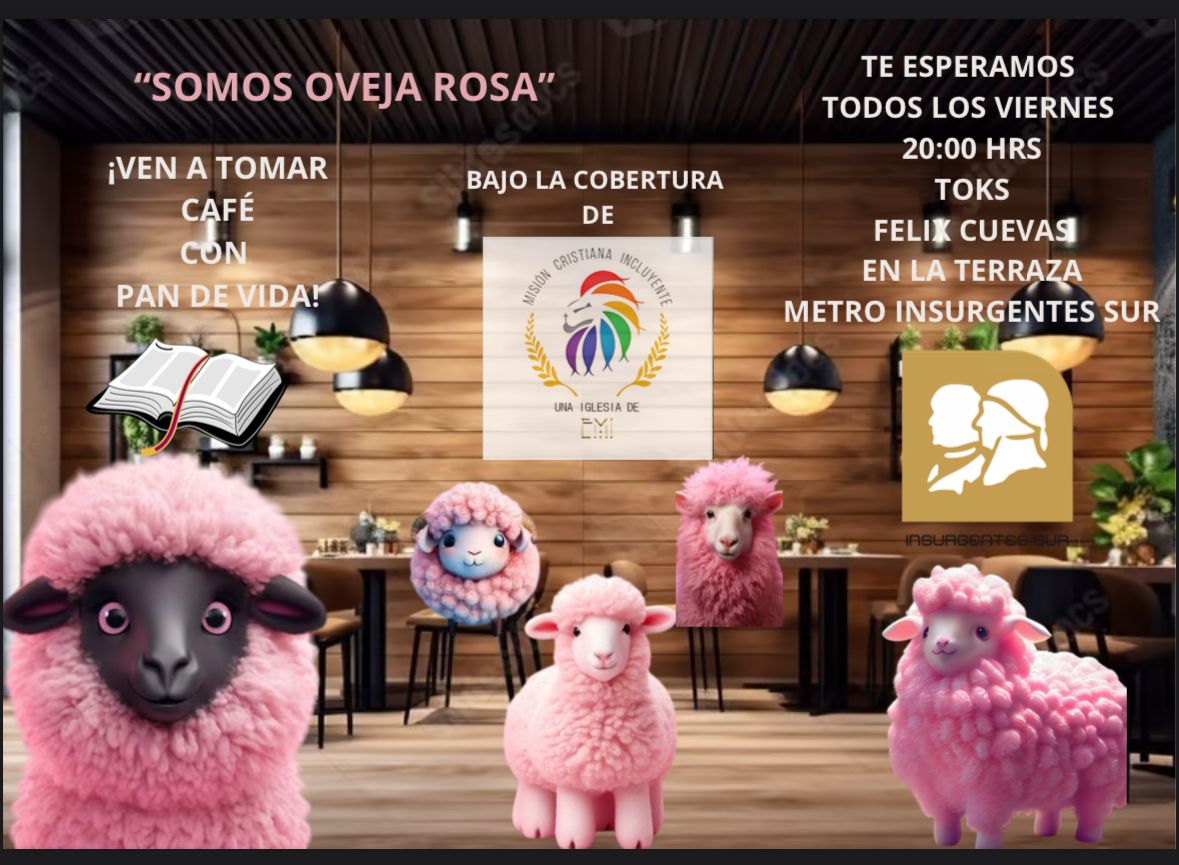 “SOMOS OVEJA ROSA”
¡VEN A TOMAR
CAFÉ
CON
PAN DE VIDA!
BAJO LA COBERTURA
DE
MISIÓN CRISTIANA INCLUYENTE
UNA IGLESIA DE
EMI
TE ESPERAMOS
TODOS LOS VIERNES
20:00 HRS
TOKS
FELIX CUEVAS
EN LA TERRAZA
METRO INSURGENTES SUR
INSURGENTES SUR